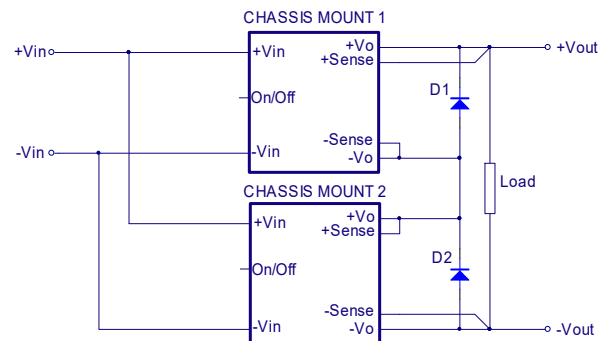 CHASSIS MOUNT 1
+Vin
+Vin
+Vo
+Sense
+Vout
On/Off
D1
-Vin
-Vin
-Sense
-Vo
Load
CHASSIS MOUNT 2
+Vin
+Vo
+Sense
On/Off
D2
-Vin
-Sense
-Vo
-Vout